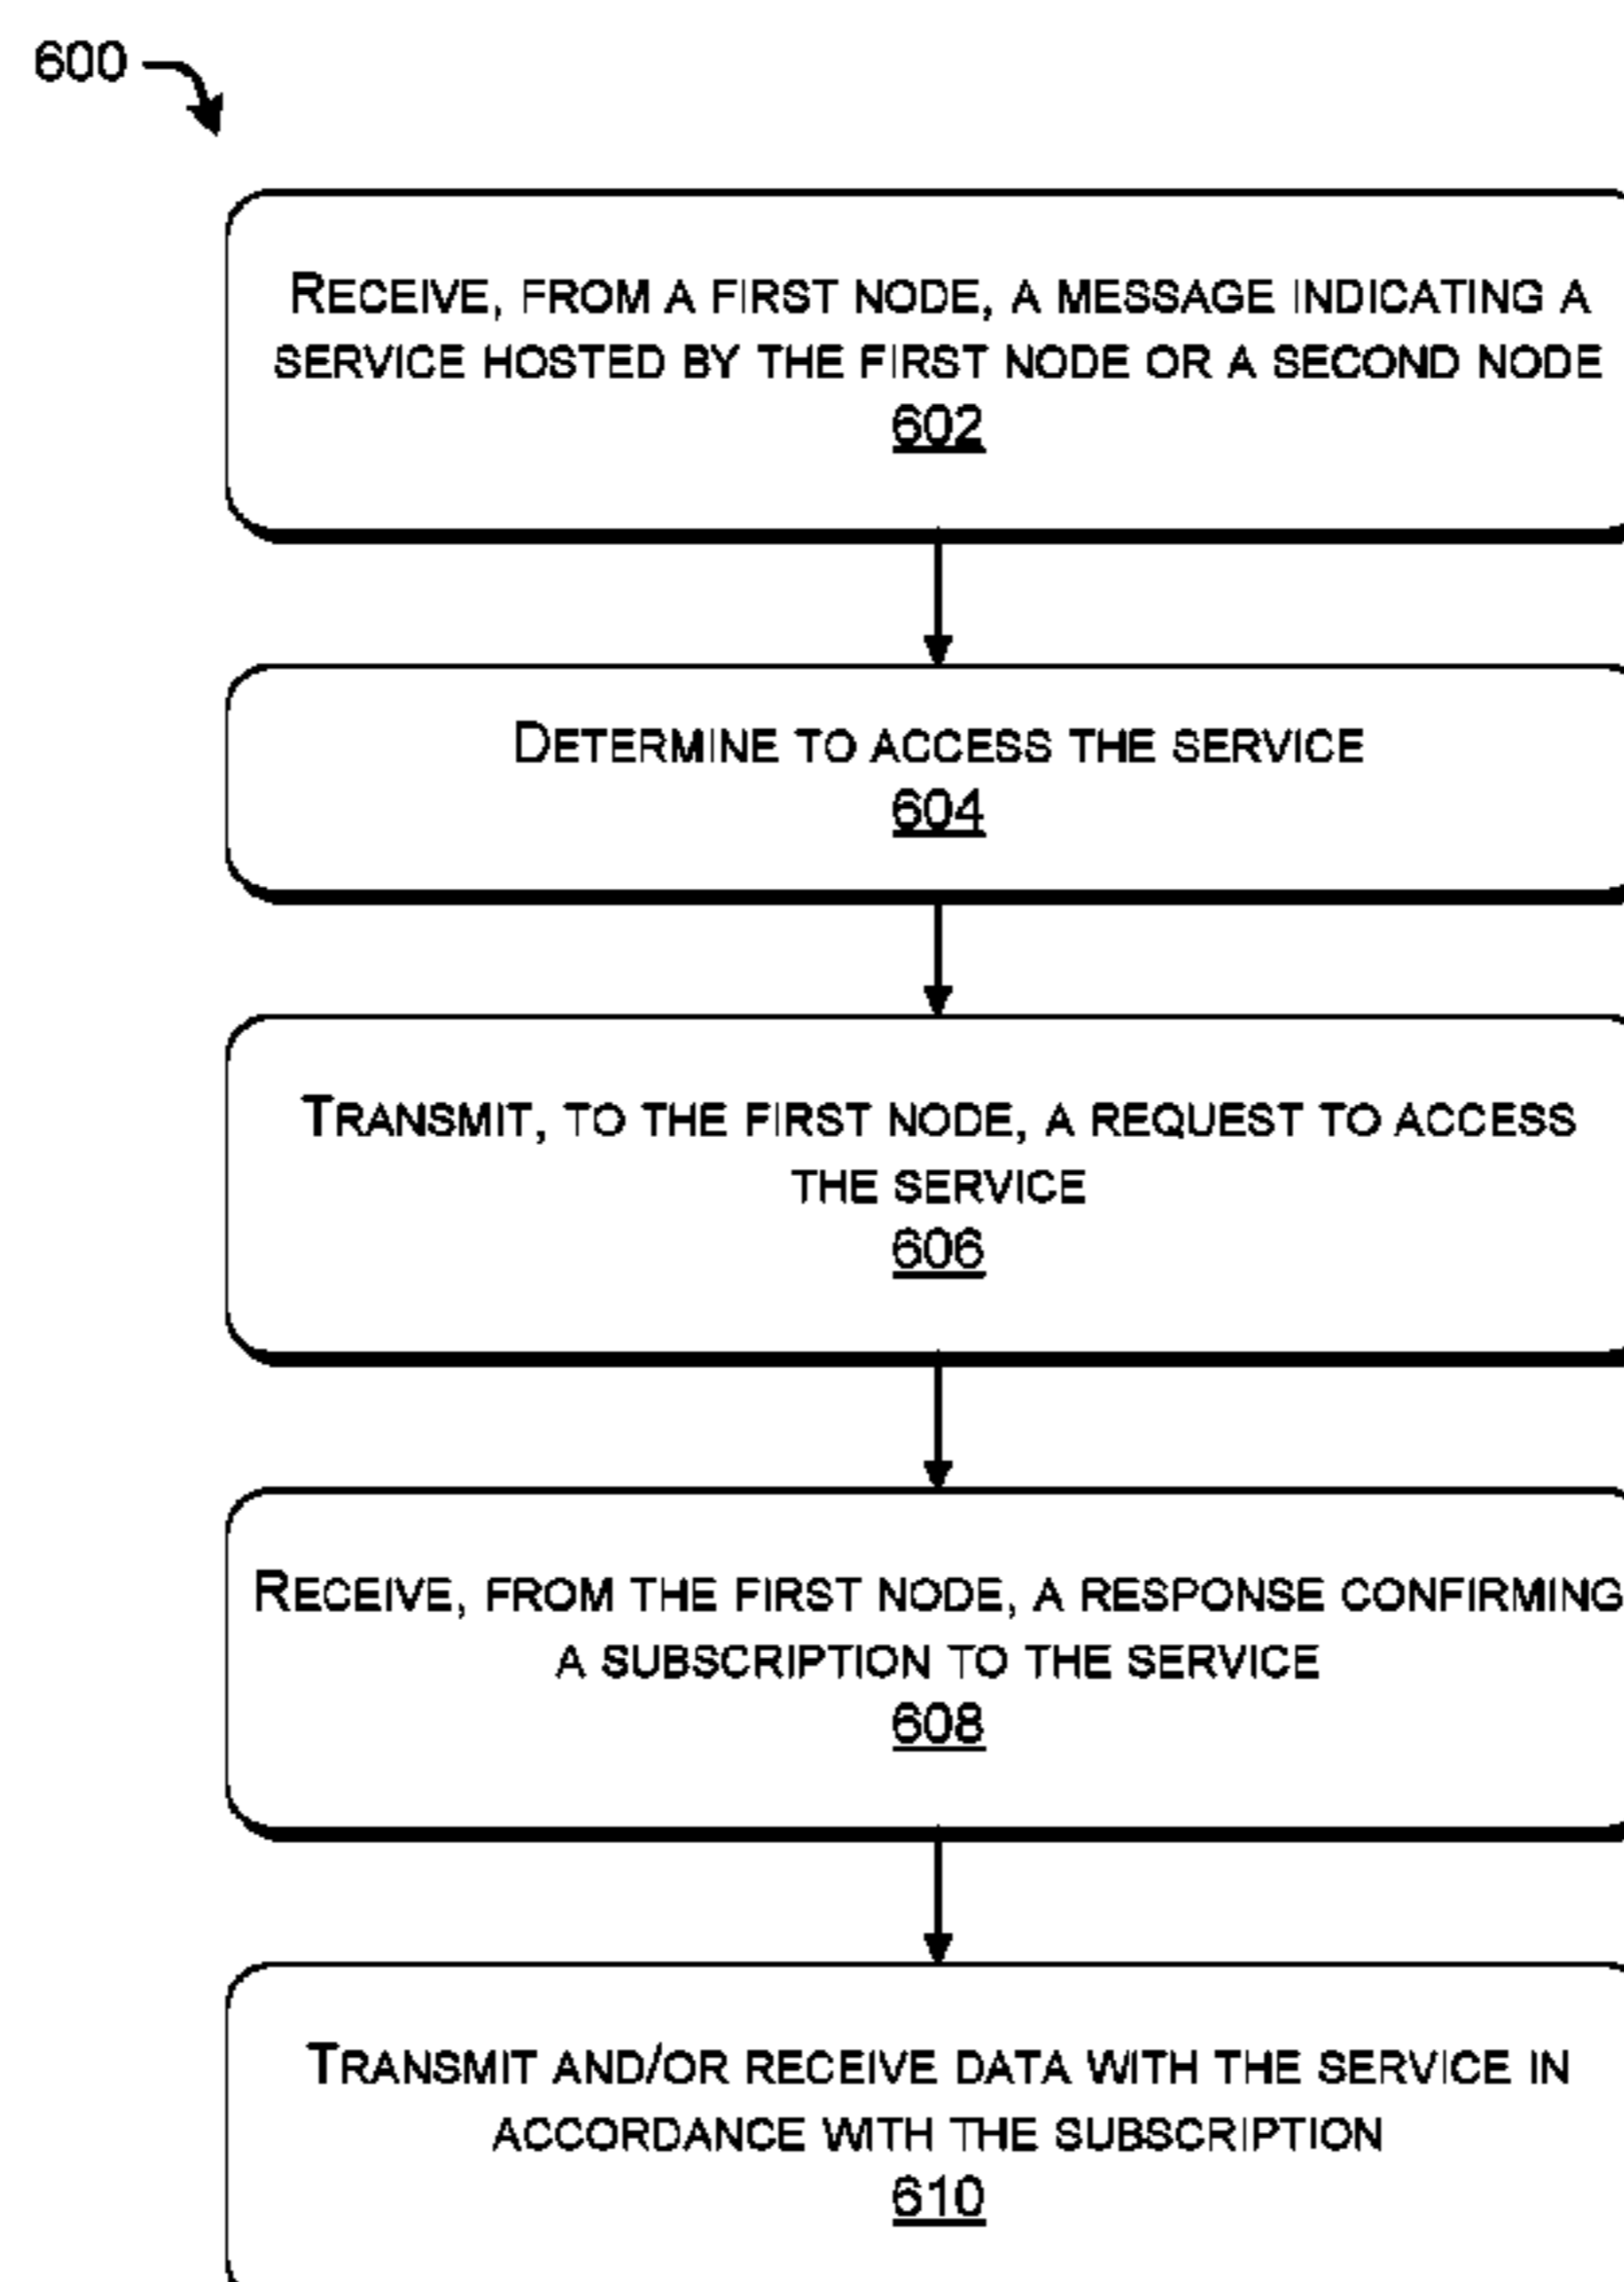 600
RECEIVE, FROM A FIRST NODE, A MESSAGE INDICATING A
SERVICE HOSTED BY THE FIRST NODE OR A SECOND NODE
602
DETERMINE TO ACCESS THE SERVICE
604
TRANSMIT, TO THE FIRST NODE, A REQUEST TO ACCESS
THE SERVICE
606
RECEIVE, FROM THE FIRST NODE, A RESPONSE CONFIRMING
A SUBSCRIPTION TO THE SERVICE
608
TRANSMIT AND/OR RECEIVE DATA WITH THE SERVICE IN
ACCORDANCE WITH THE SUBSCRIPTION
610